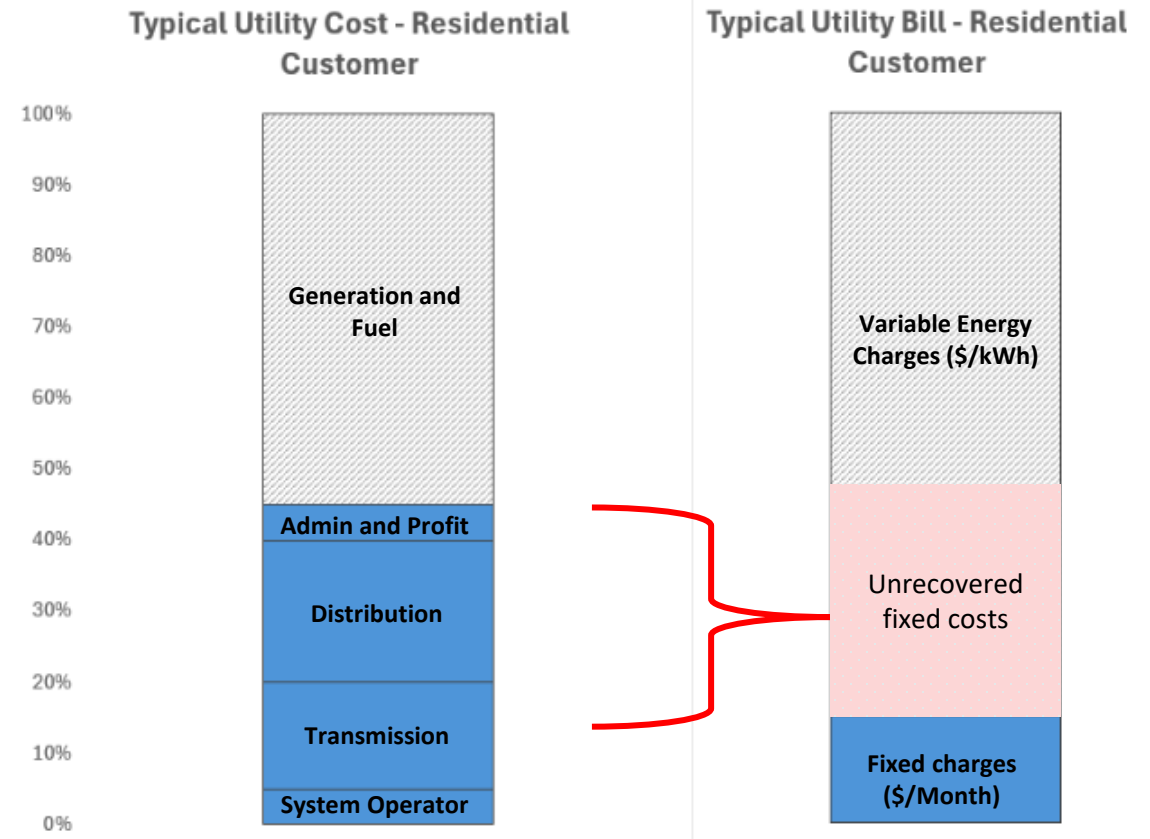 Typical Utility Cost - Residential
Customer
100%
90%
80%
70%
60%
50%
40%
30%
20%
10%
0%
Generation and
Fuel
Admin and Profit
Distribution
Transmission
System Operator
Typical Utility Bill - Residential
Customer
Variable Energy
Charges ($/kWh)
Unrecovered
fixed costs
Fixed charges
($/Month)